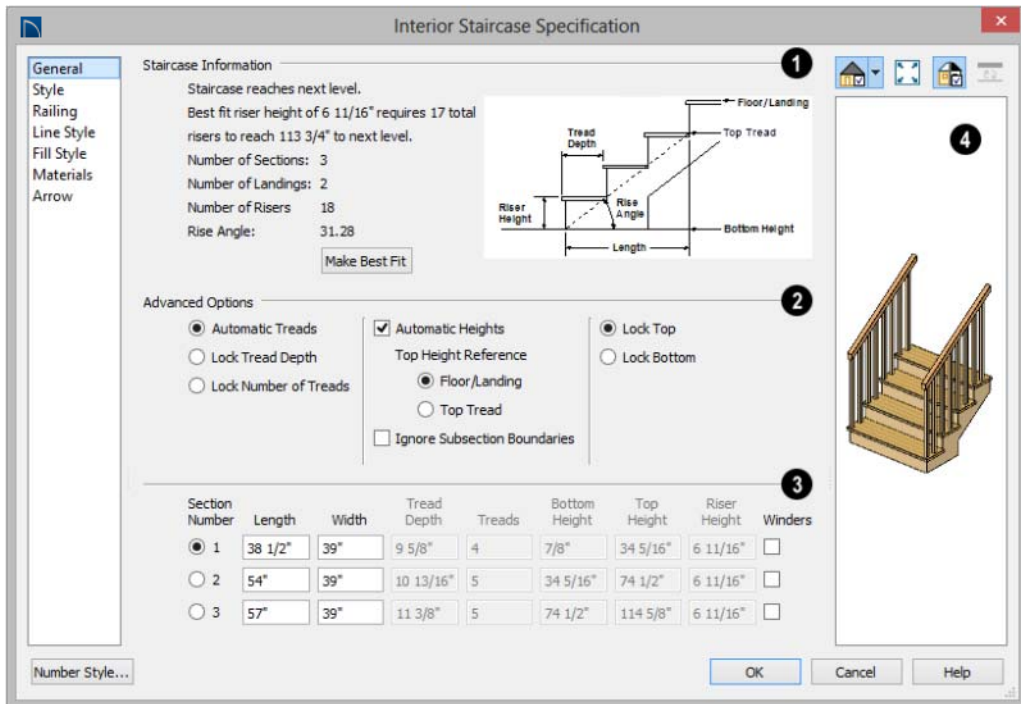 Interior Staircase Specification
General
Style
Railing
Line Style
Fill Style
Materials
Arrow
Staircase Information
1
Staircase reaches next level.
Best fit riser height of 6 11/16" requires 17 total
risers to reach 113 3/4" to next level.
Number of Sections: 3
Number of Landings: 2
Number of Risers 18
Rise Angle: 31.28
Make Best Fit
Floor/Landing
Tread
Depth
Top Tread
Riser
Height
Rise
Angle
Bottom Height
Length
Advanced Options
2
Automatic Treads
Lock Tread Depth
Lock Number of Treads
Automatic Heights
Top Height Reference
Floor/Landing
Top Tread
Ignore Subsection Boundaries
Lock Top
Lock Bottom
3
Section Number Length Width Tread Depth Treads Bottom Height Top Height Riser Height Winders
1 38 1/2" 39" 9 5/8" 4 7/8" 34 5/16" 6 11/16"
2 54" 39" 10 13/16" 5 34 5/16" 74 1/2" 6 11/16"
3 57" 39" 11 3/8" 5 74 1/2" 114 5/8" 6 11/16"
4
Number Style...
OK
Cancel
Help